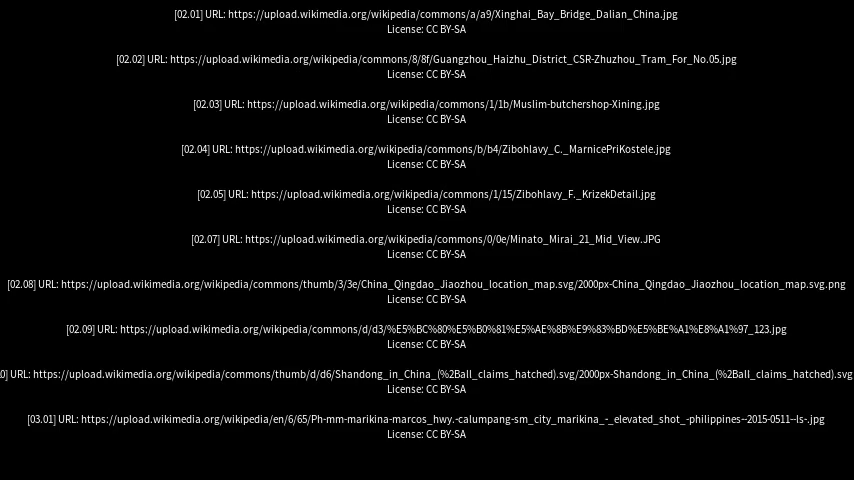 [02.01] URL: https://upload.wikimedia.org/wikipedia/commons/a/a9/Xinghai_Bay_Bridge_Dalian_China.jpg
License: CC BY-SA
[02.02] URL: https://upload.wikimedia.org/wikipedia/commons/8/8f/Guangzhou_Haizhu_District_CSR-Zhuzhou_Tram_For_No.05.jpg
License: CC BY-SA
[02.03] URL: https://upload.wikimedia.org/wikipedia/commons/1/1b/Muslim-butchershop-Xining.jpg
License: CC BY-SA
[02.04] URL: https://upload.wikimedia.org/wikipedia/commons/b/b4/Zibohlavy_C._MarnicePriKostele.jpg
License: CC BY-SA
[02.05] URL: https://upload.wikimedia.org/wikipedia/commons/1/15/Zibohlavy_F._KrizekDetail.jpg
License: CC BY-SA
[02.07] URL: https://upload.wikimedia.org/wikipedia/commons/0/0e/Minato_Mirai_21_Mid_View.JPG
License: CC BY-SA
[02.08] URL: https://upload.wikimedia.org/wikipedia/commons/thumb/3/3e/China_Qingdao_Jiaozhou_location_map.svg/2000px-China_Qingdao_Jiaozhou_location_map.svg.png
License: CC BY-SA
[02.09] URL: https://upload.wikimedia.org/wikipedia/commons/d/d3/%E5%BC%80%E5%B0%81%E5%AE%8B%E9%83%BD%E5%BE%A1%E8%A1%97_123.jpg
License: CC BY-SA
0] URL: https://upload.wikimedia.org/wikipedia/commons/thumb/d/d6/Shandong_in_China_(%2Ball_claims_hatched).svg/2000px-Shandong_in_China_(%2Ball_claims_hatched).svg
License: CC BY-SA
[03.01] URL: https://upload.wikimedia.org/wikipedia/en/6/65/Ph-mm-marikina-marcos_hwy.-calumpang-sm_city_marikina_-_elevated_shot_-philippines--2015-0511--ls-.jpg
License: CC BY-SA